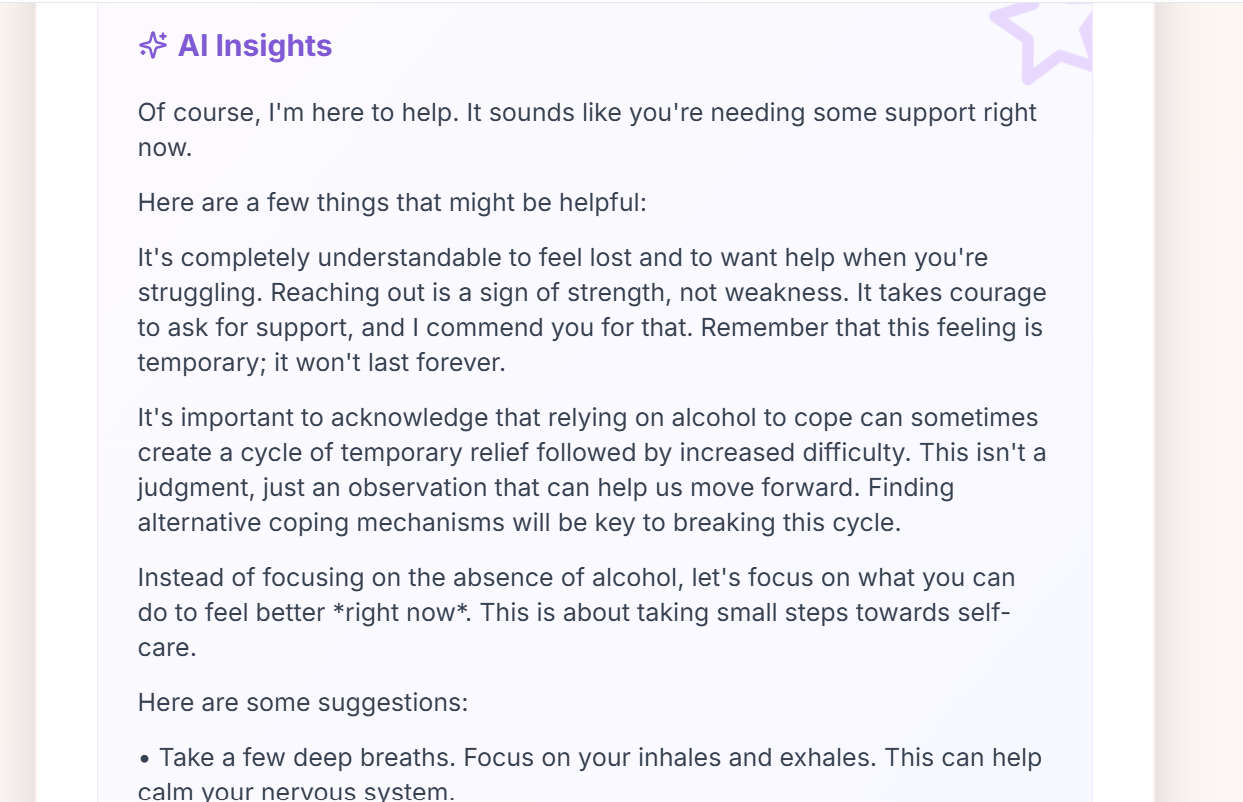 AI Insights
Of course, I'm here to help. It sounds like you're needing some support right
now.
Here are a few things that might be helpful:
It's completely understandable to feel lost and to want help when you're
struggling. Reaching out is a sign of strength, not weakness. It takes courage
to ask for support, and I commend you for that. Remember that this feeling is
temporary; it won't last forever.
It's important to acknowledge that relying on alcohol to cope can sometimes
create a cycle of temporary relief followed by increased difficulty. This isn't a
judgment, just an observation that can help us move forward. Finding
alternative coping mechanisms will be key to breaking this cycle.
Instead of focusing on the absence of alcohol, let's focus on what you can
do to feel better *right now*. This is about taking small steps towards self-
care.
Here are some suggestions:
• Take a few deep breaths. Focus on your inhales and exhales. This can help
calm your nervous system.